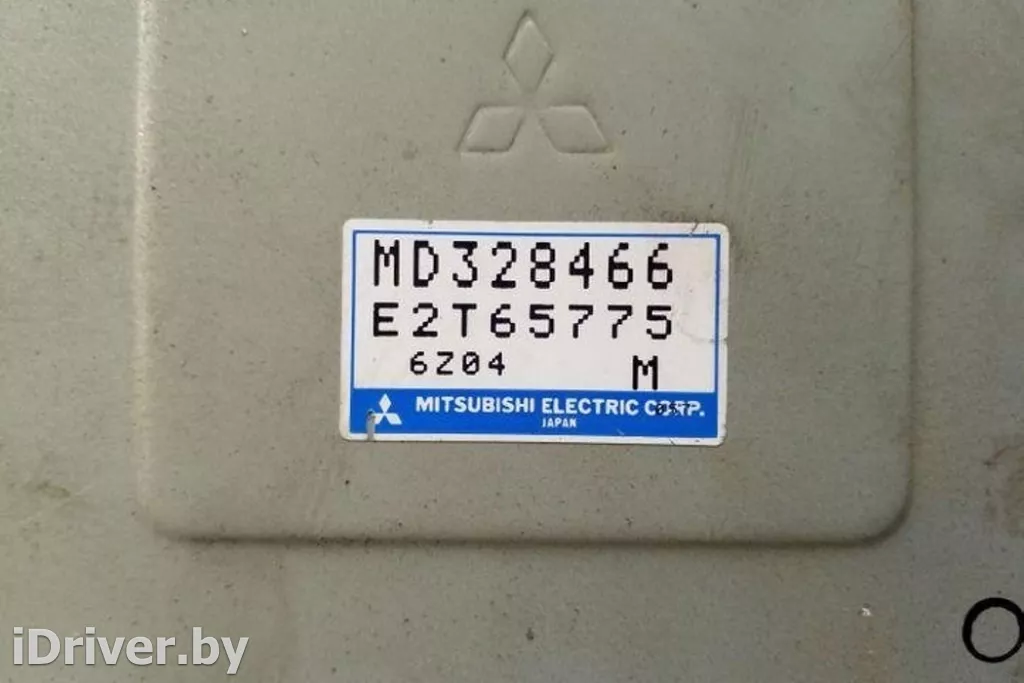 MD328466
E2T65775
6Z04 M
MITSUBISHI ELECTRIC CORP.
JAPAN
iDriver.by